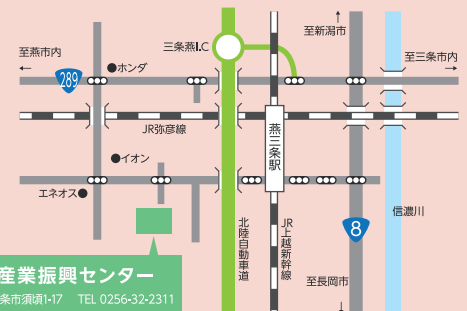 三条燕I.C
至新潟市
至燕市内
至三条市内
289
ホンダ
JR弥彦線
燕三条駅
イオン
エネオス
信濃川
北陸自動車道
JR上越新幹線
8
至長岡市
産業振興センター
条市須頃1-17 TEL 0256-32-2311